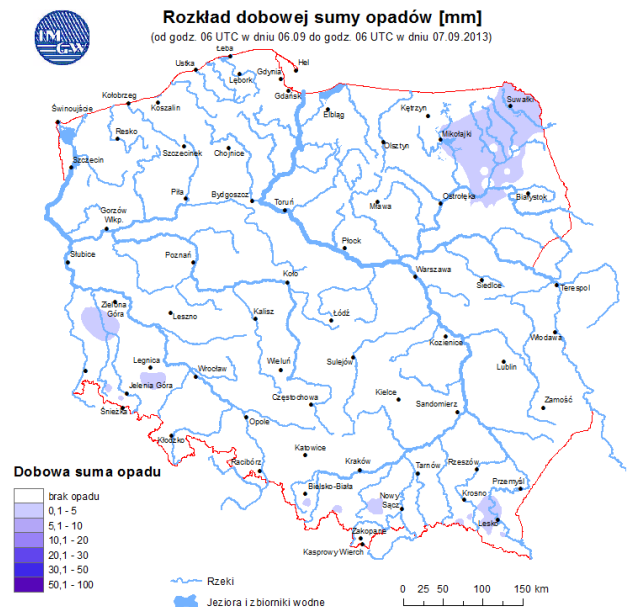 IM
GW
Rozkład dobowej sumy opadów [mm]
(od godz. 06 UTC w dniu 06.09 do godz. 06 UTC w dniu 07.09.2013)
Łeba
Ustka
Hel
Lębork
Gdynia
Gdańsk
Kołobrzeg
Koszalin
Świnoujście
Elbląg
Kętrzyn
Suwałki
Resko
Mikołajki
Szczecinek
Chojnice
Olsztyn
Szczecin
Piła
Bydgoszcz
Toruń
Mława
Ostrołęka
Białystok
Gorzów
Wlkp.
Płock
Słubice
Poznań
Koło
Warszawa
Siedlce
Terespol
Zielona
Góra
Leszno
Kalisz
Łódź
Kozienice
Włodawa
Legnica
Wrocław
Wieluń
Sulejów
Lublin
Jelenia Góra
Śnieżka
Częstochowa
Kielce
Sandomierz
Zamość
Opole
Kłodzko
Racibórz
Katowice
Kraków
Tarnów
Rzeszów
Przemyśl
Bielsko-Biała
Nowy
Sącz
Krosno
Lesko
Zakopane
Kasprowy Wierch
Dobowa suma opadu
brak opadu
0,1 - 5
5,1 - 10
10,1 - 20
20,1 - 30
30,1 - 50
50,1 - 100
Rzeki
Jeziora i zbiorniki wodne
0 25 50 100 150 km